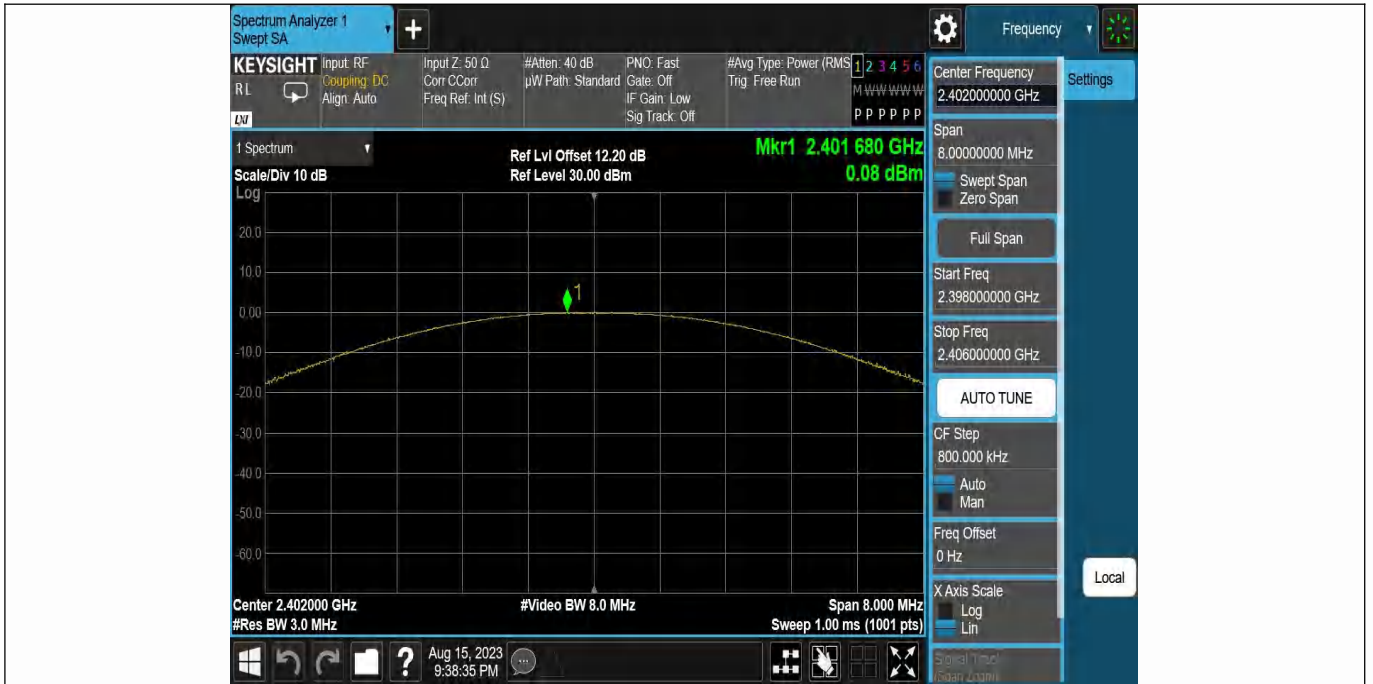 Spectrum Analyzer 1
Swept SA
+
Frequency
KEYSIGHT
RL
LXI
Input: RF
Coupling: DC
Align: Auto
Input Z: 50 Ω
Corr CCorr
Freq Ref: Int (S)
#Atten: 40 dB
µW Path: Standard
PNO: Fast
Gate: Off
IF Gain: Low
Sig Track: Off
#Avg Type: Power (RMS
Trig: Free Run
1 2 3 4 5 6
M W W W W W
P P P P P P
1 Spectrum
Scale/Div 10 dB
Log
Ref Lvl Offset 12.20 dB
Ref Level 30.00 dBm
Mkr1 2.401 680 GHz
0.08 dBm
20.0
10.0
0.00
-10.0
-20.0
-30.0
-40.0
-50.0
-60.0
1
Center 2.402000 GHz
#Res BW 3.0 MHz
#Video BW 8.0 MHz
Span 8.000 MHz
Sweep 1.00 ms (1001 pts)
Center Frequency
2.402000000 GHz
Settings
Span
8.00000000 MHz
Swept Span
Zero Span
Full Span
Start Freq
2.398000000 GHz
Stop Freq
2.406000000 GHz
AUTO TUNE
CF Step
800.000 kHz
Auto
Man
Freq Offset
0 Hz
X Axis Scale
Log
Lin
Signal Track
(Span Zoom)
Local
?
Aug 15, 2023
9:38:35 PM